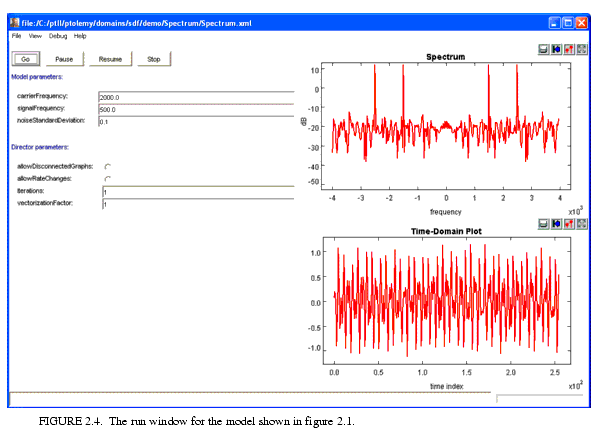 file:/C:/ptII/ptolemy/domains/sdf/demo/Spectrum/Spectrum.xml
File View Debug Help
Go Pause Resume Stop
Model parameters:
carrierFrequency: 2000.0
signalFrequency: 500.0
noiseStandardDeviation: 0.1
Director parameters:
allowDisconnectedGraphs:
allowRateChanges:
iterations: 1
vectorizationFactor: 1
Spectrum
10
0
-10
-20
-30
-40
-50
dB
-4 -3 -2 -1 0 1 2 3 4
frequency
x10³
Time-Domain Plot
1.0
0.5
0.0
-0.5
-1.0
0.0 0.5 1.0 1.5 2.0 2.5
time index
x10²
FIGURE 2.4. The run window for the model shown in figure 2.1.